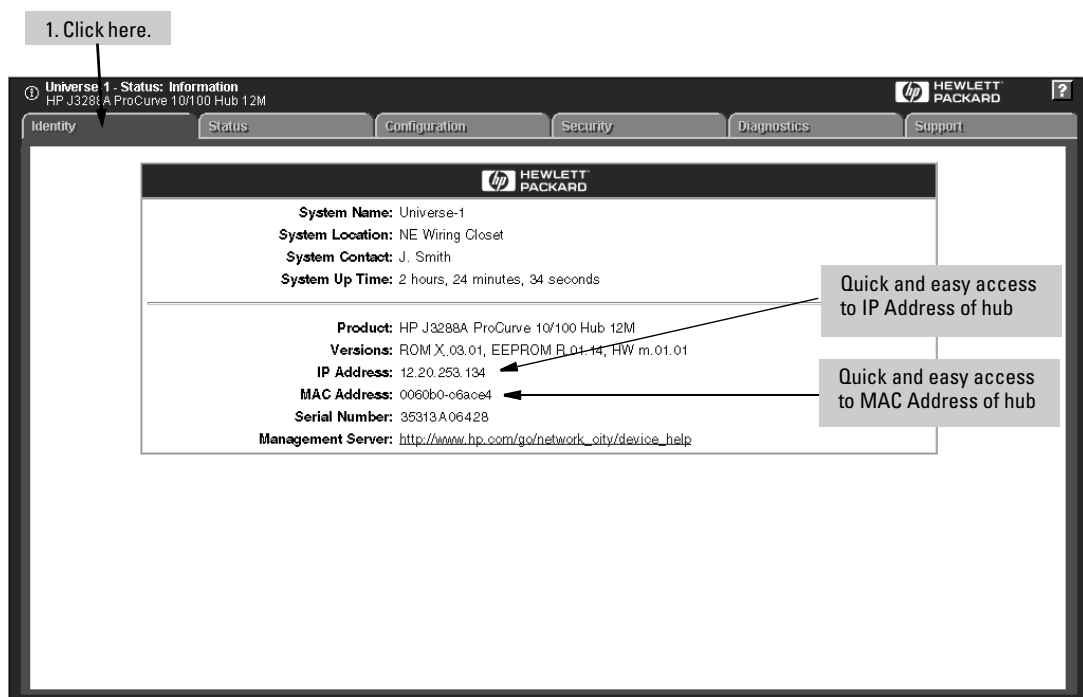 1. Click here.
Universe-1 - Status: Information
HP J3288A ProCurve 10/100 Hub 12M
hp HEWLETT PACKARD
?
Identity Status Configuration Security Diagnostics Support
hp HEWLETT PACKARD
System Name: Universe-1
System Location: NE Wiring Closet
System Contact: J. Smith
System Up Time: 2 hours, 24 minutes, 34 seconds
Quick and easy access
to IP Address of hub
Product: HP J3288A ProCurve 10/100 Hub 12M
Versions: ROM X.03.01, EEPROM R.01.14, HW m.01.01
IP Address: 12.20.253.134
MAC Address: 0060b0-c6ace4
Quick and easy access
to MAC Address of hub
Serial Number: 35313A06428
Management Server: http://www.hp.com/go/network_city/device_help